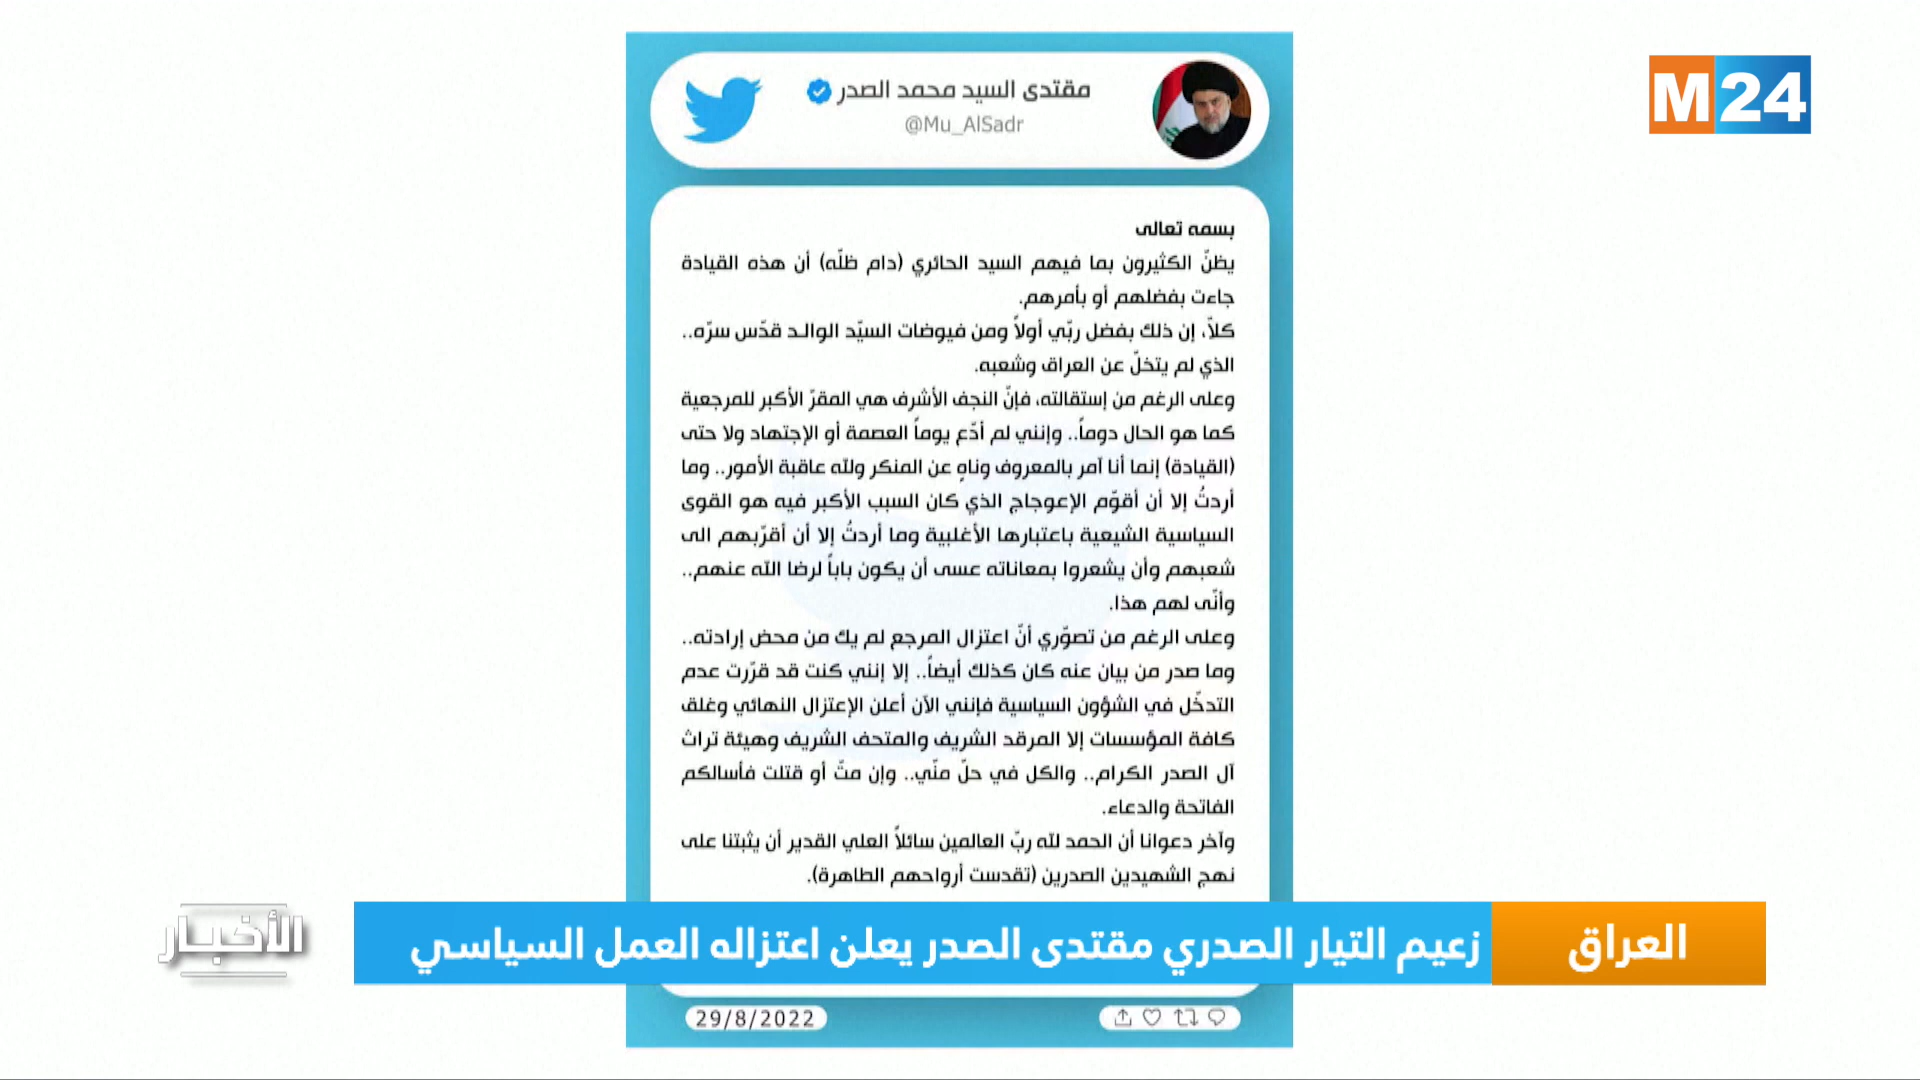 M24
مقتدى السيد محمد الصدر
@Mu_AlSadr
بسمه تعالى
يظنّ الكثيرون بما فيهم السيد الحائري (دام ظلّه) أن هذه القيادة
جاءت بفضلهم أو بأمرهم.
كلاّ، إن ذلك بفضل ربّي أولاً ومن فيوضات السيّد الوالـد قدّس سرّه..
الذي لم يتخلّ عن العراق وشعبه.
وعلى الرغم من إستقالته، فإنّ النجف الأشرف هي المقرّ الأكبر للمرجعية
كما هو الحال دوماً.. وإنني لم أدّعِ يوماً العصمة أو الإجتهاد ولا حتى
(القيادة) إنما أنا آمر بالمعروف وناهٍ عن المنكر ولله عاقبة الأمور.. وما
أردتُ إلا أن أقوّم الإعوجاج الذي كان السبب الأكبر فيه هو القوى
السياسية الشيعية باعتبارها الأغلبية وما أردتُ إلا أن أقرّبهم الى
شعبهم وأن يشعروا بمعاناته عسى أن يكون باباً لرضا الله عنهم..
وأنّى لهم هذا.
وعلى الرغم من تصوّري أنّ اعتزال المرجع لم يك من محض إرادته..
وما صدر من بيان عنه كان كذلك أيضاً.. إلا إنني كنت قد قرّرت عدم
التدخّل في الشؤون السياسية فإنني الآن أعلن الإعتزال النهائي وغلق
كافة المؤسسات إلا المرقد الشريف والمتحف الشريف وهيئة تراث
آل الصدر الكرام.. والكل في حلّ منّي.. وإن متّ أو قتلت فأسالكم
الفاتحة والدعاء.
وآخر دعوانا أن الحمد لله ربّ العالمين سائلاً العلي القدير أن يثبتنا على
نهج الشهيدين الصدرين (تقدست أرواحهم الطاهرة).
العراق
زعيم التيار الصدري مقتدى الصدر يعلن اعتزاله العمل السياسي
الأخبـار
29/8/2022